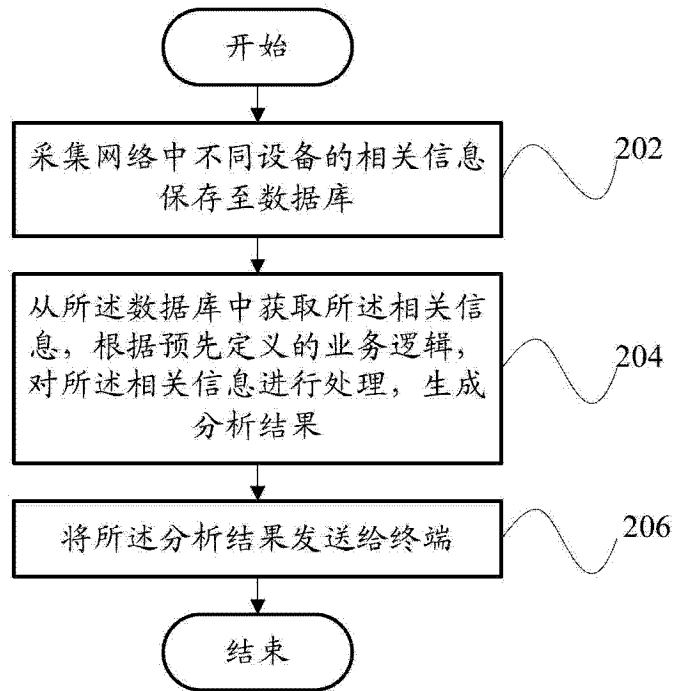 开始
采集网络中不同设备的相关信息
保存至数据库
202
从所述数据库中获取所述相关信
息，根据预先定义的业务逻辑，
对所述相关信息进行处理，生成
分析结果
204
将所述分析结果发送给终端
206
结束